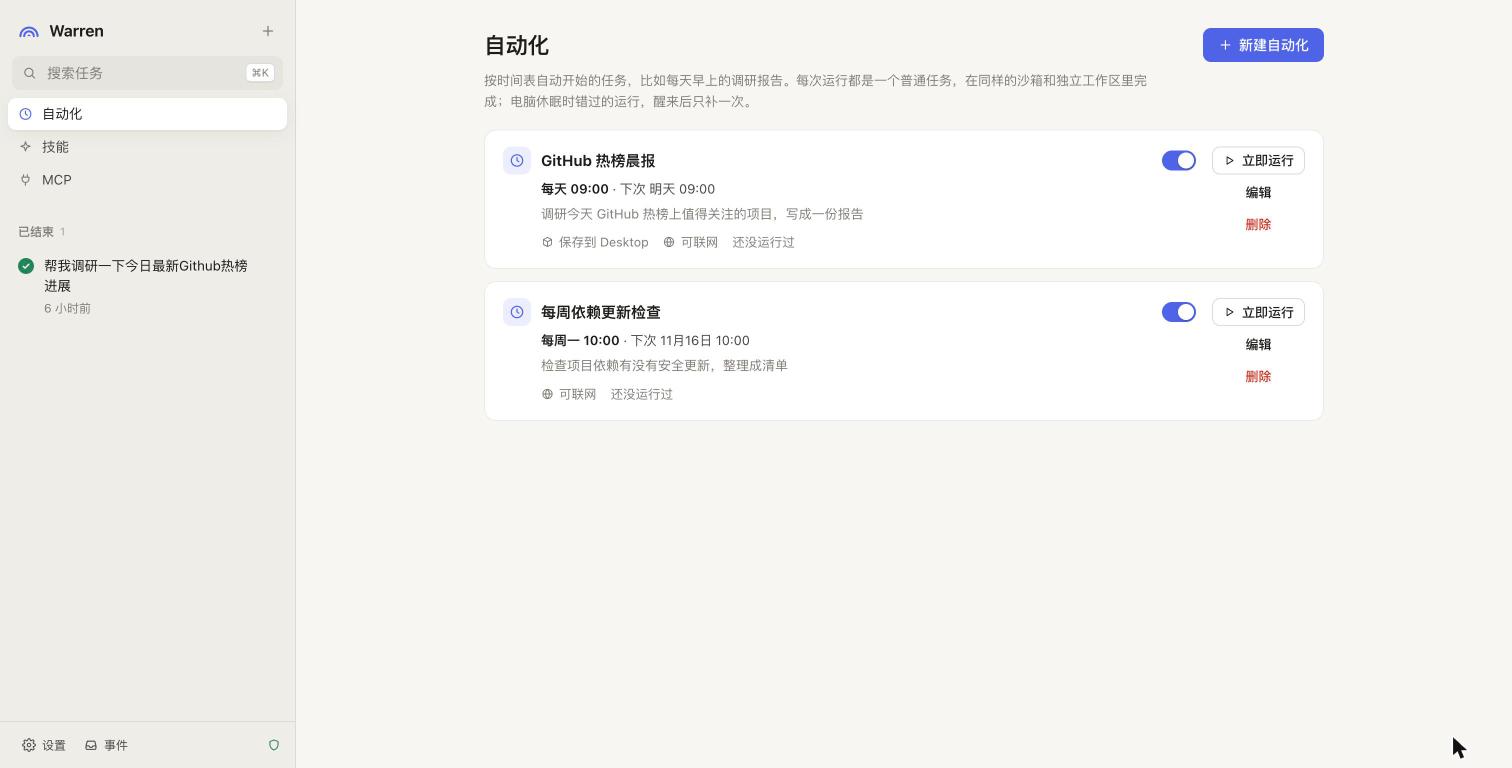 Warren
搜索任务 ⌘K
自动化
技能
MCP
已结束 1
帮我调研一下今日最新Github热榜
进展
6 小时前
设置 事件
自动化
新建自动化
按时间表自动开始的任务，比如每天早上的调研报告。每次运行都是一个普通任务，在同样的沙箱和独立工作区里完
成；电脑休眠时错过的运行，醒来后只补一次。
GitHub 热榜晨报
立即运行
每天 09:00 · 下次 明天 09:00
编辑
调研今天 GitHub 热榜上值得关注的项目，写成一份报告
删除
保存到 Desktop 可联网 还没运行过
每周依赖更新检查
立即运行
每周一 10:00 · 下次 11月16日 10:00
编辑
检查项目依赖有没有安全更新，整理成清单
删除
可联网 还没运行过